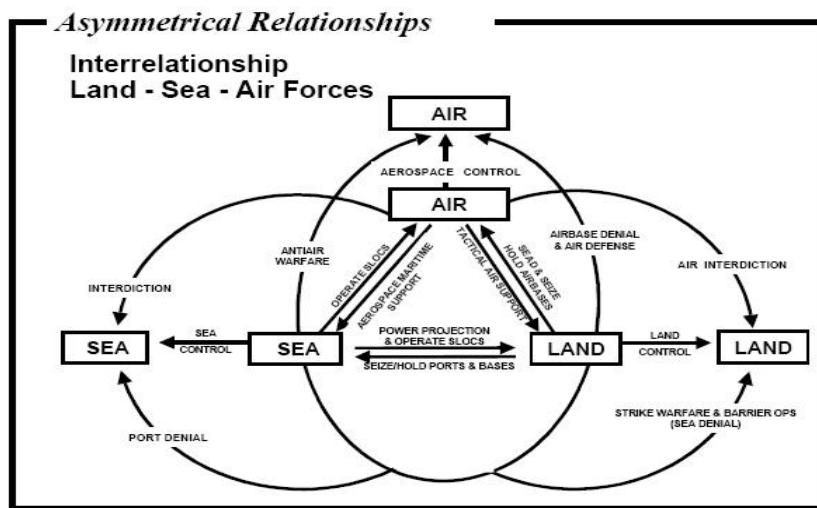 Asymmetrical Relationships
Interrelationship
Land - Sea - Air Forces
AIR
AEROSPACE CONTROL
AIR
ANTIAIR
WARFARE
OPERATE SLOCS
AEROSPACE MARITIME
SUPPORT
TACTICAL AIR SUPPORT
SEAD & SEIZE
HOLD AIRBASES
AIRBASE DENIAL
& AIR DEFENSE
INTERDICTION
AIR INTERDICTION
SEA
SEA
CONTROL
SEA
POWER PROJECTION
& OPERATE SLOCS
SEIZE/HOLD PORTS & BASES
LAND
LAND
CONTROL
LAND
PORT DENIAL
STRIKE WARFARE & BARRIER OPS
(SEA DENIAL)